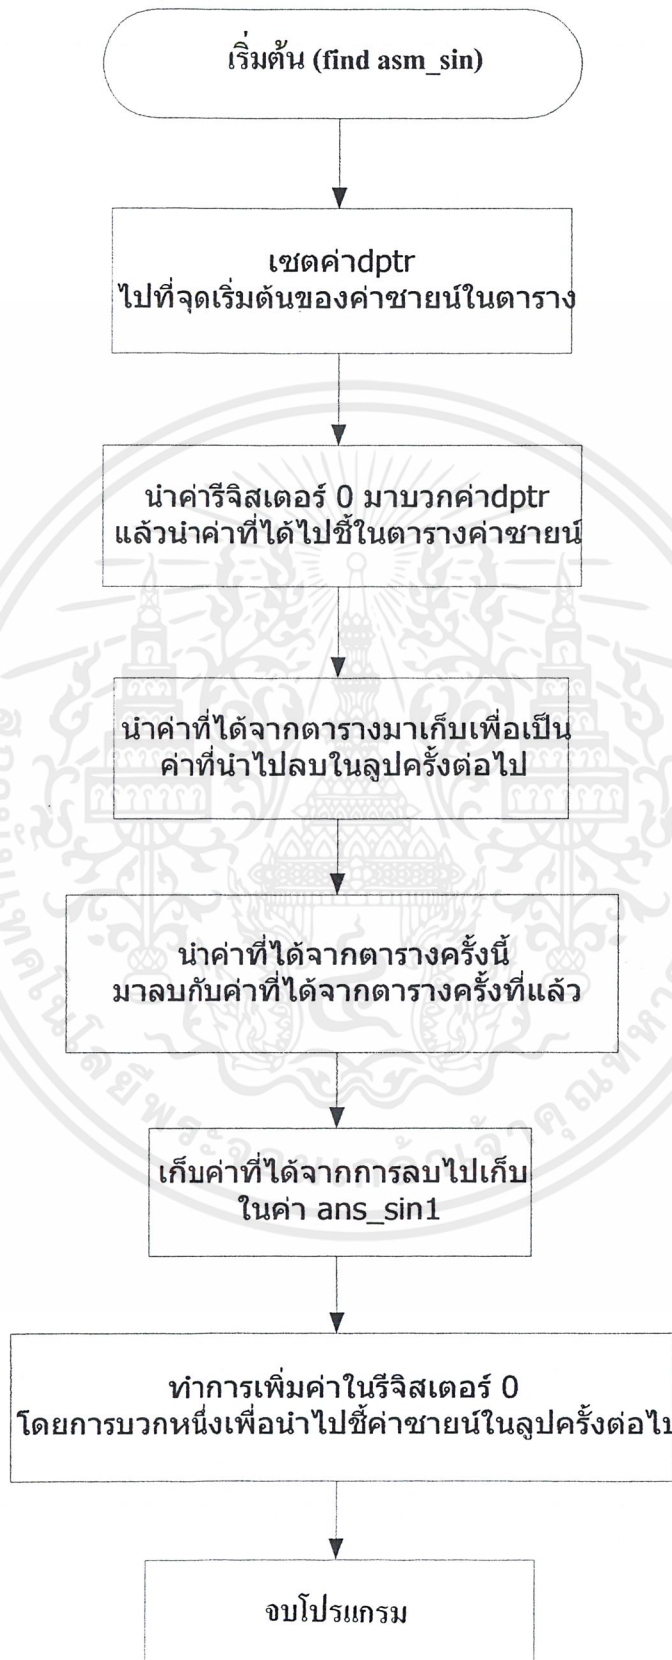 เริ่มต้น (find asm_sin)
เซตค่าdptr
ไปที่จุดเริ่มต้นของค่าซายน์ในตาราง
นำค่ารีจิสเตอร์ 0 มาบวกค่าdptr
แล้วนำค่าที่ได้ไปชี้ในตารางค่าซายน์
นำค่าที่ได้จากตารางมาเก็บเพื่อเป็น
ค่าที่นำไปลบในลูปครั้งต่อไป
นำค่าที่ได้จากตารางครั้งนี้
มาลบกับค่าที่ได้จากตารางครั้งที่แล้ว
เก็บค่าที่ได้จากการลบไปเก็บ
ในค่า ans_sin1
ทำการเพิ่มค่าในรีจิสเตอร์ 0
โดยการบวกหนึ่งเพื่อนำไปชี้ค่าซายน์ในลูปครั้งต่อไป
จบโปรแกรม